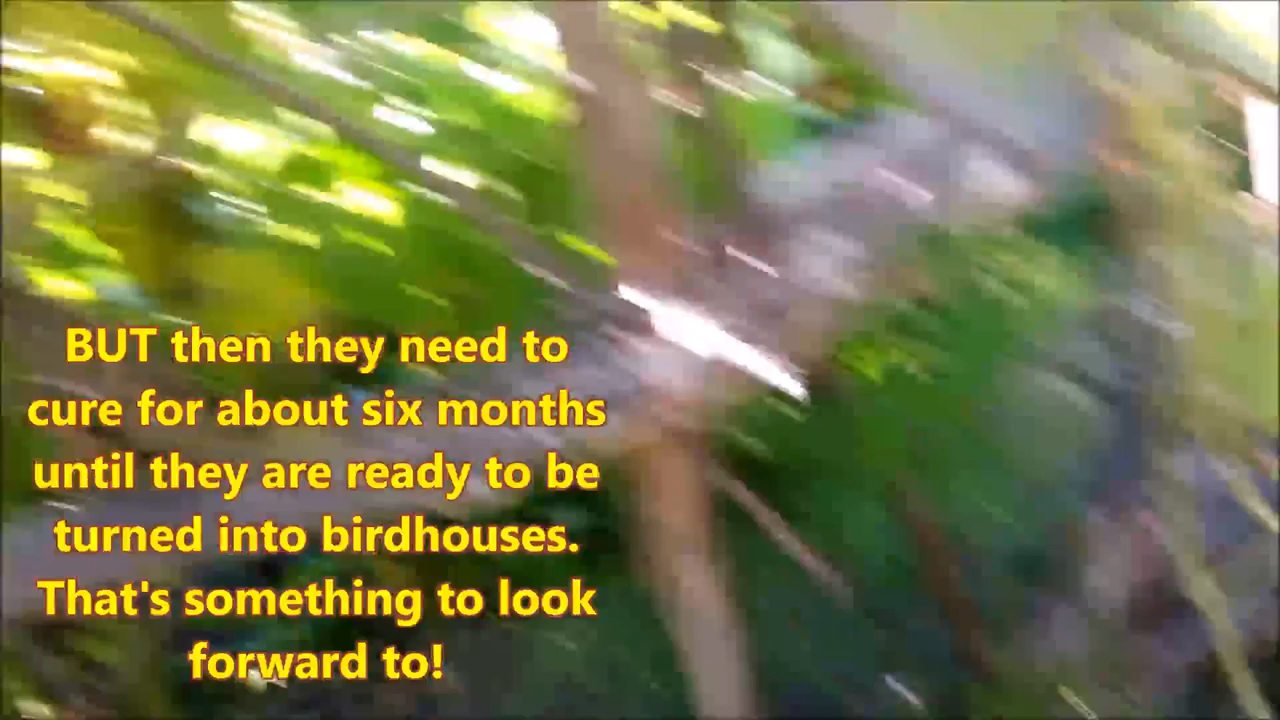 BUT then they need to
cure for about six months
until they are ready to be
turned into birdhouses.
That's something to look
forward to!